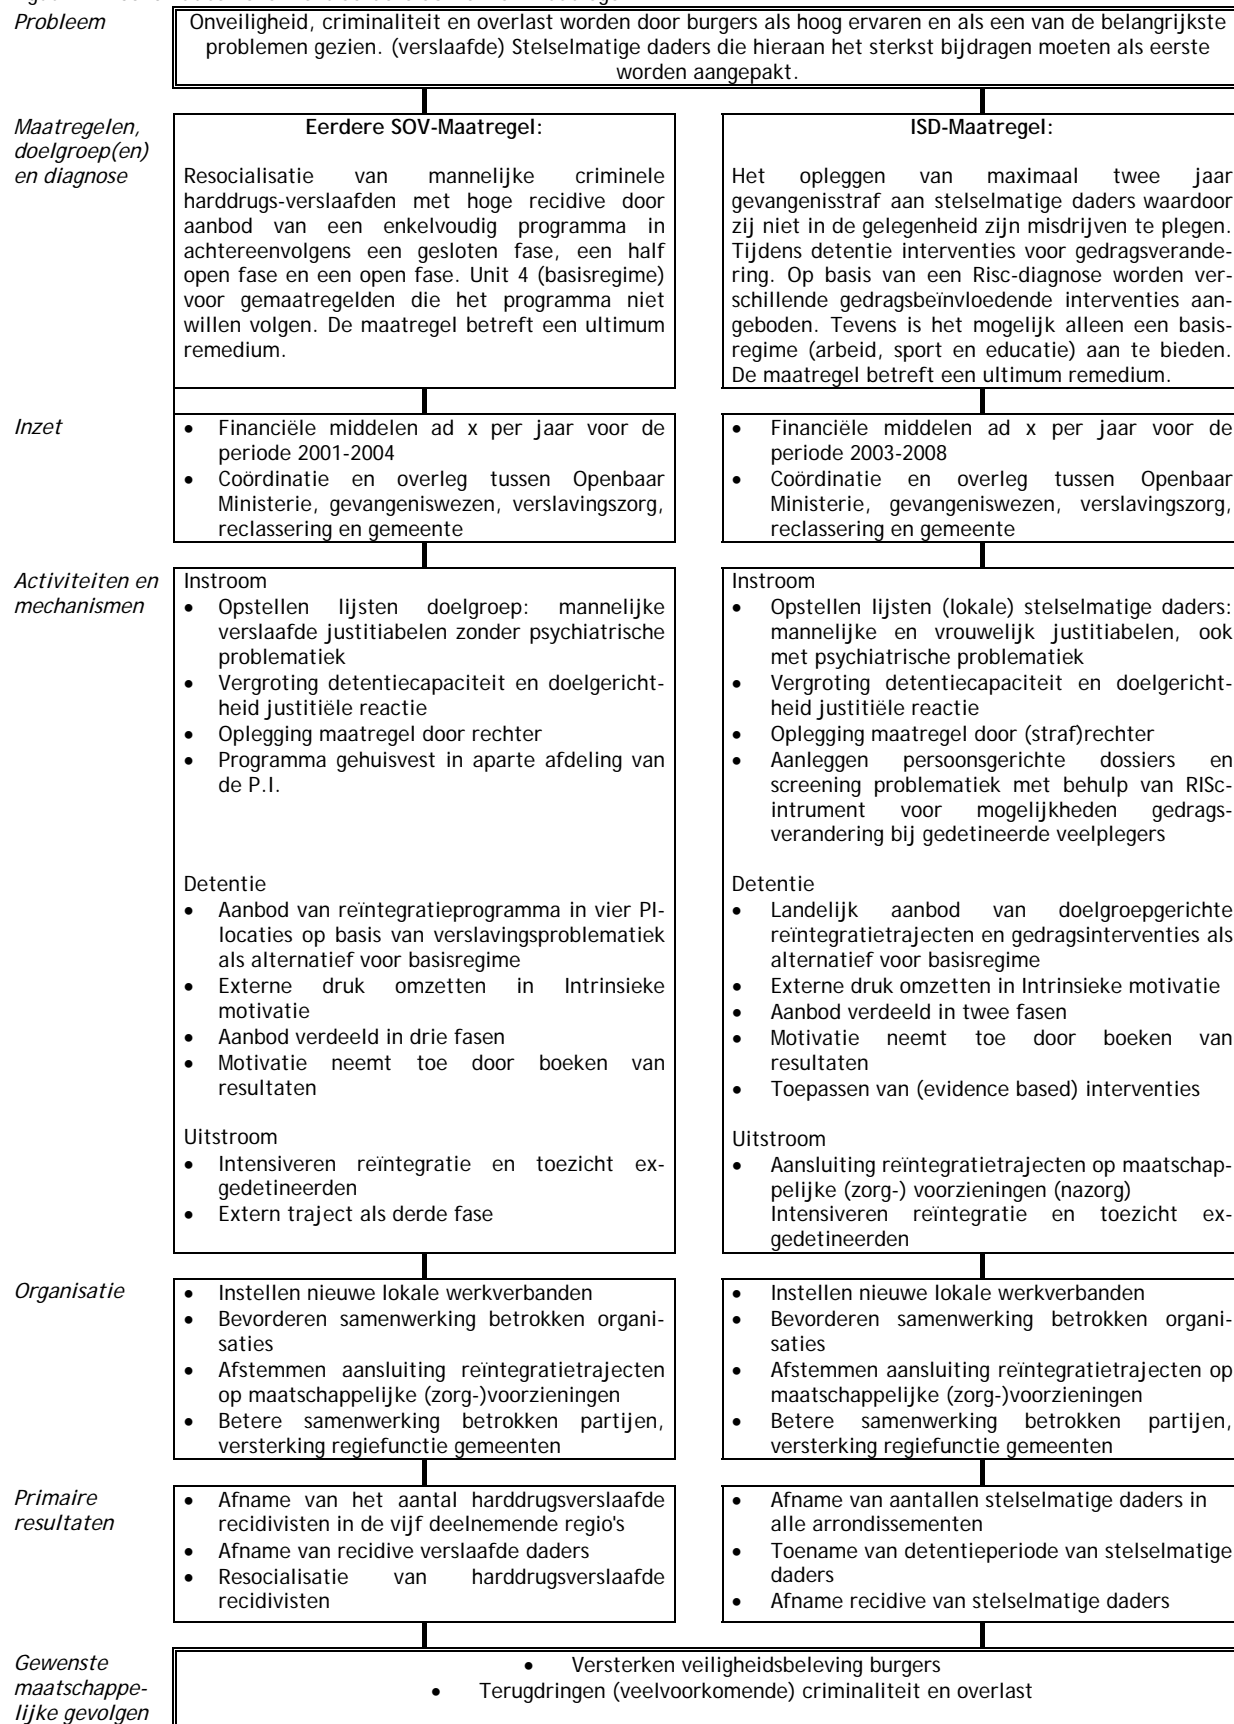 Probleem
Onveiligheid, criminaliteit en overlast worden door burgers als hoog ervaren en als een van de belangrijkste
problemen gezien. (verslaafde) Stelselmatige daders die hieraan het sterkst bijdragen moeten als eerste
worden aangepakt.
Maatregelen,
doelgroep(en)
en diagnose
Eerdere SOV-Maatregel:
Resocialisatie van mannelijke criminele
harddrugs-verslaafden met hoge recidive door
aanbod van een enkelvoudig programma in
achtereenvolgens een gesloten fase, een half
open fase en een open fase. Unit 4 (basisregime)
voor gemaatregelden die het programma niet
willen volgen. De maatregel betreft een ultimum
remedium.
ISD-Maatregel:
Het opleggen van maximaal twee jaar
gevangenisstraf aan stelselmatige daders waardoor
zij niet in de gelegenheid zijn misdrijven te plegen.
Tijdens detentie interventies voor gedragsverande-
ring. Op basis van een Risc-diagnose worden ver-
schillende gedragsbeïnvloedende interventies aan-
geboden. Tevens is het mogelijk alleen een basis-
regime (arbeid, sport en educatie) aan te bieden.
De maatregel betreft een ultimum remedium.
Inzet
• Financiële middelen ad x per jaar voor de
periode 2001-2004
• Coördinatie en overleg tussen Openbaar
Ministerie, gevangeniswezen, verslavingszorg,
reclassering en gemeente
• Financiële middelen ad x per jaar voor de
periode 2003-2008
• Coördinatie en overleg tussen Openbaar
Ministerie, gevangeniswezen, verslavingszorg,
reclassering en gemeente
Activiteiten en
mechanismen
Instroom
• Opstellen lijsten doelgroep: mannelijke
verslaafde justitiabelen zonder psychiatrische
problematiek
• Vergroting detentiecapaciteit en doelgericht-
heid justitiële reactie
• Oplegging maatregel door rechter
• Programma gehuisvest in aparte afdeling van
de P.I.
Detentie
• Aanbod van reïntegratieprogramma in vier PI-
locaties op basis van verslavingsproblematiek
als alternatief voor basisregime
• Externe druk omzetten in Intrinsieke
motivatie
• Aanbod verdeeld in drie fasen
• Motivatie neemt toe door boeken van
resultaten
Uitstroom
• Intensiveren reïntegratie en toezicht ex-
gedetineerden
• Extern traject als derde fase
Instroom
• Opstellen lijsten (lokale) stelselmatige daders:
mannelijke en vrouwelijk justitiabelen, ook
met psychiatrische problematiek
• Vergroting detentiecapaciteit en doelgericht-
heid justitiële reactie
• Oplegging maatregel door (straf)rechter
• Aanleggen persoonsgerichte dossiers en
screening problematiek met behulp van RISc-
intrument voor mogelijkheden gedrags-
verandering bij gedetineerde veelplegers
Detentie
• Landelijk aanbod van doelgroepgerichte
reïntegratietrajecten en gedragsinterventies als
alternatief voor basisregime
• Externe druk omzetten in Intrinsieke motivatie
• Aanbod verdeeld in twee fasen
• Motivatie neemt toe door boeken van
resultaten
• Toepassen van (evidence based) interventies
Uitstroom
• Aansluiting reïntegratietrajecten op maatschap-
pelijke (zorg-) voorzieningen (nazorg)
Intensiveren reïntegratie en toezicht ex-
gedetineerden
Organisatie
• Instellen nieuwe lokale werkverbanden
• Bevorderen samenwerking betrokken organi-
saties
• Afstemmen aansluiting reïntegratietrajecten
op maatschappelijke (zorg-)voorzieningen
• Betere samenwerking betrokken partijen,
versterking regiefunctie gemeenten
• Instellen nieuwe lokale werkverbanden
• Bevorderen samenwerking betrokken organi-
saties
• Afstemmen aansluiting reïntegratietrajecten op
maatschappelijke (zorg-)voorzieningen
• Betere samenwerking betrokken partijen,
versterking regiefunctie gemeenten
Primaire
resultaten
• Afname van het aantal harddrugsverslaafde
recidivisten in de vijf deelnemende regio's
• Afname van recidive verslaafde daders
• Resocialisatie van harddrugsverslaafde
recidivisten
• Afname van aantallen stelselmatige daders in
alle arrondissementen
• Toename van detentieperiode van stelselmatige
daders
• Afname recidive van stelselmatige daders
Gewenste
maatschappe-
lijke gevolgen
• Versterken veiligheidsbeleving burgers
• Terugdringen (veelvoorkomende) criminaliteit en overlast